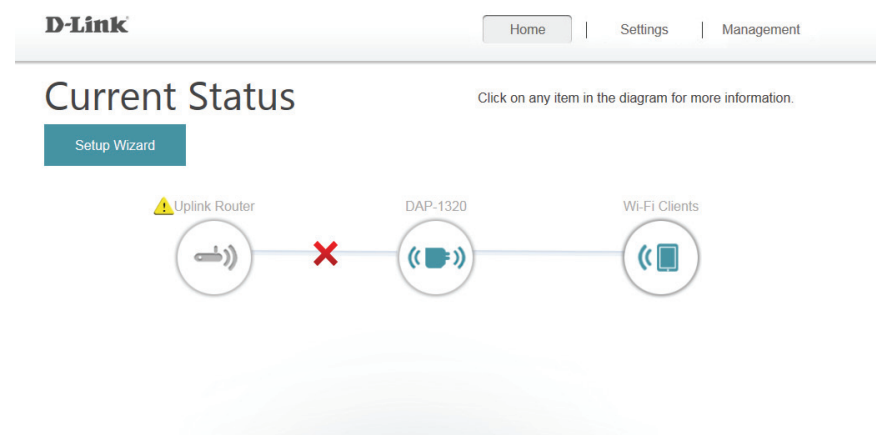 D-Link
Home | Settings | Management
Current Status
Click on any item in the diagram for more information.
Setup Wizard
Uplink Router
DAP-1320
Wi-Fi Clients